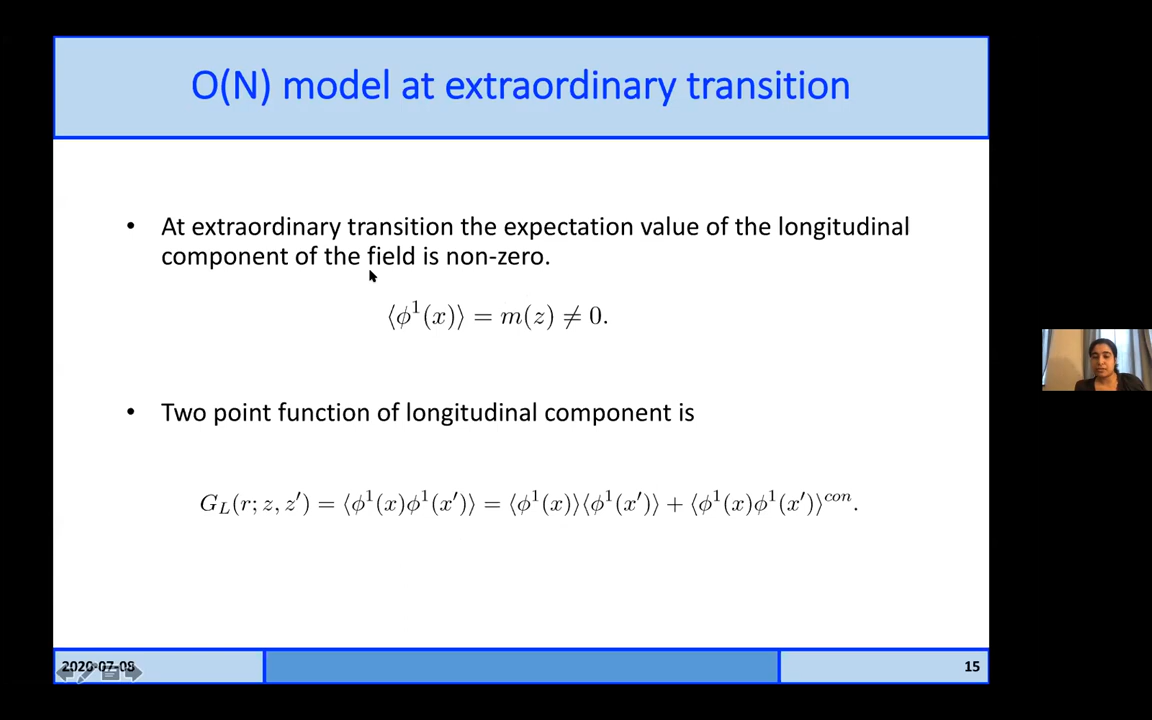 O(N) model at extraordinary transition
• At extraordinary transition the expectation value of the longitudinal
component of the field is non-zero.
⟨ϕ¹(x)⟩ = m(z) ≠ 0.
• Two point function of longitudinal component is
G_L(r; z, z′) = ⟨ϕ¹(x)ϕ¹(x′)⟩ = ⟨ϕ¹(x)⟩⟨ϕ¹(x′)⟩ + ⟨ϕ¹(x)ϕ¹(x′)⟩^con.
2020-07-08
15